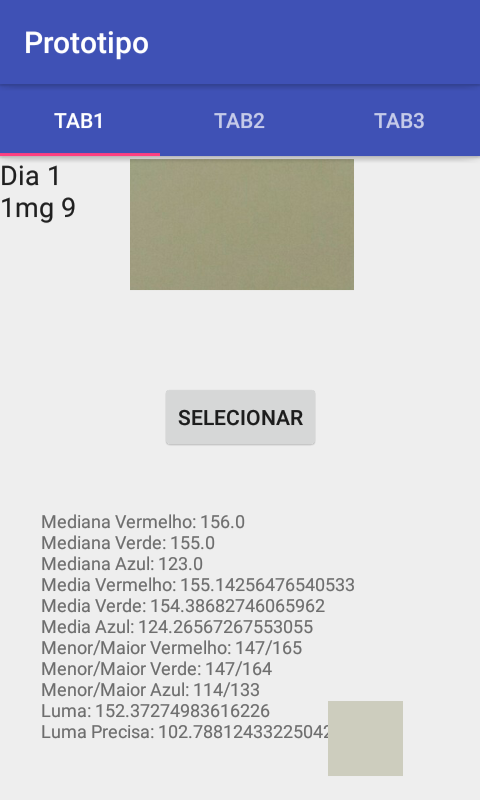 Prototipo
TAB1 TAB2 TAB3
Dia 1
1mg 9
SELECIONAR
Mediana Vermelho: 156.0
Mediana Verde: 155.0
Mediana Azul: 123.0
Media Vermelho: 155.14256476540533
Media Verde: 154.38682746065962
Media Azul: 124.26567267553055
Menor/Maior Vermelho: 147/165
Menor/Maior Verde: 147/164
Menor/Maior Azul: 114/133
Luma: 152.37274983616226
Luma Precisa: 102.78812433225042